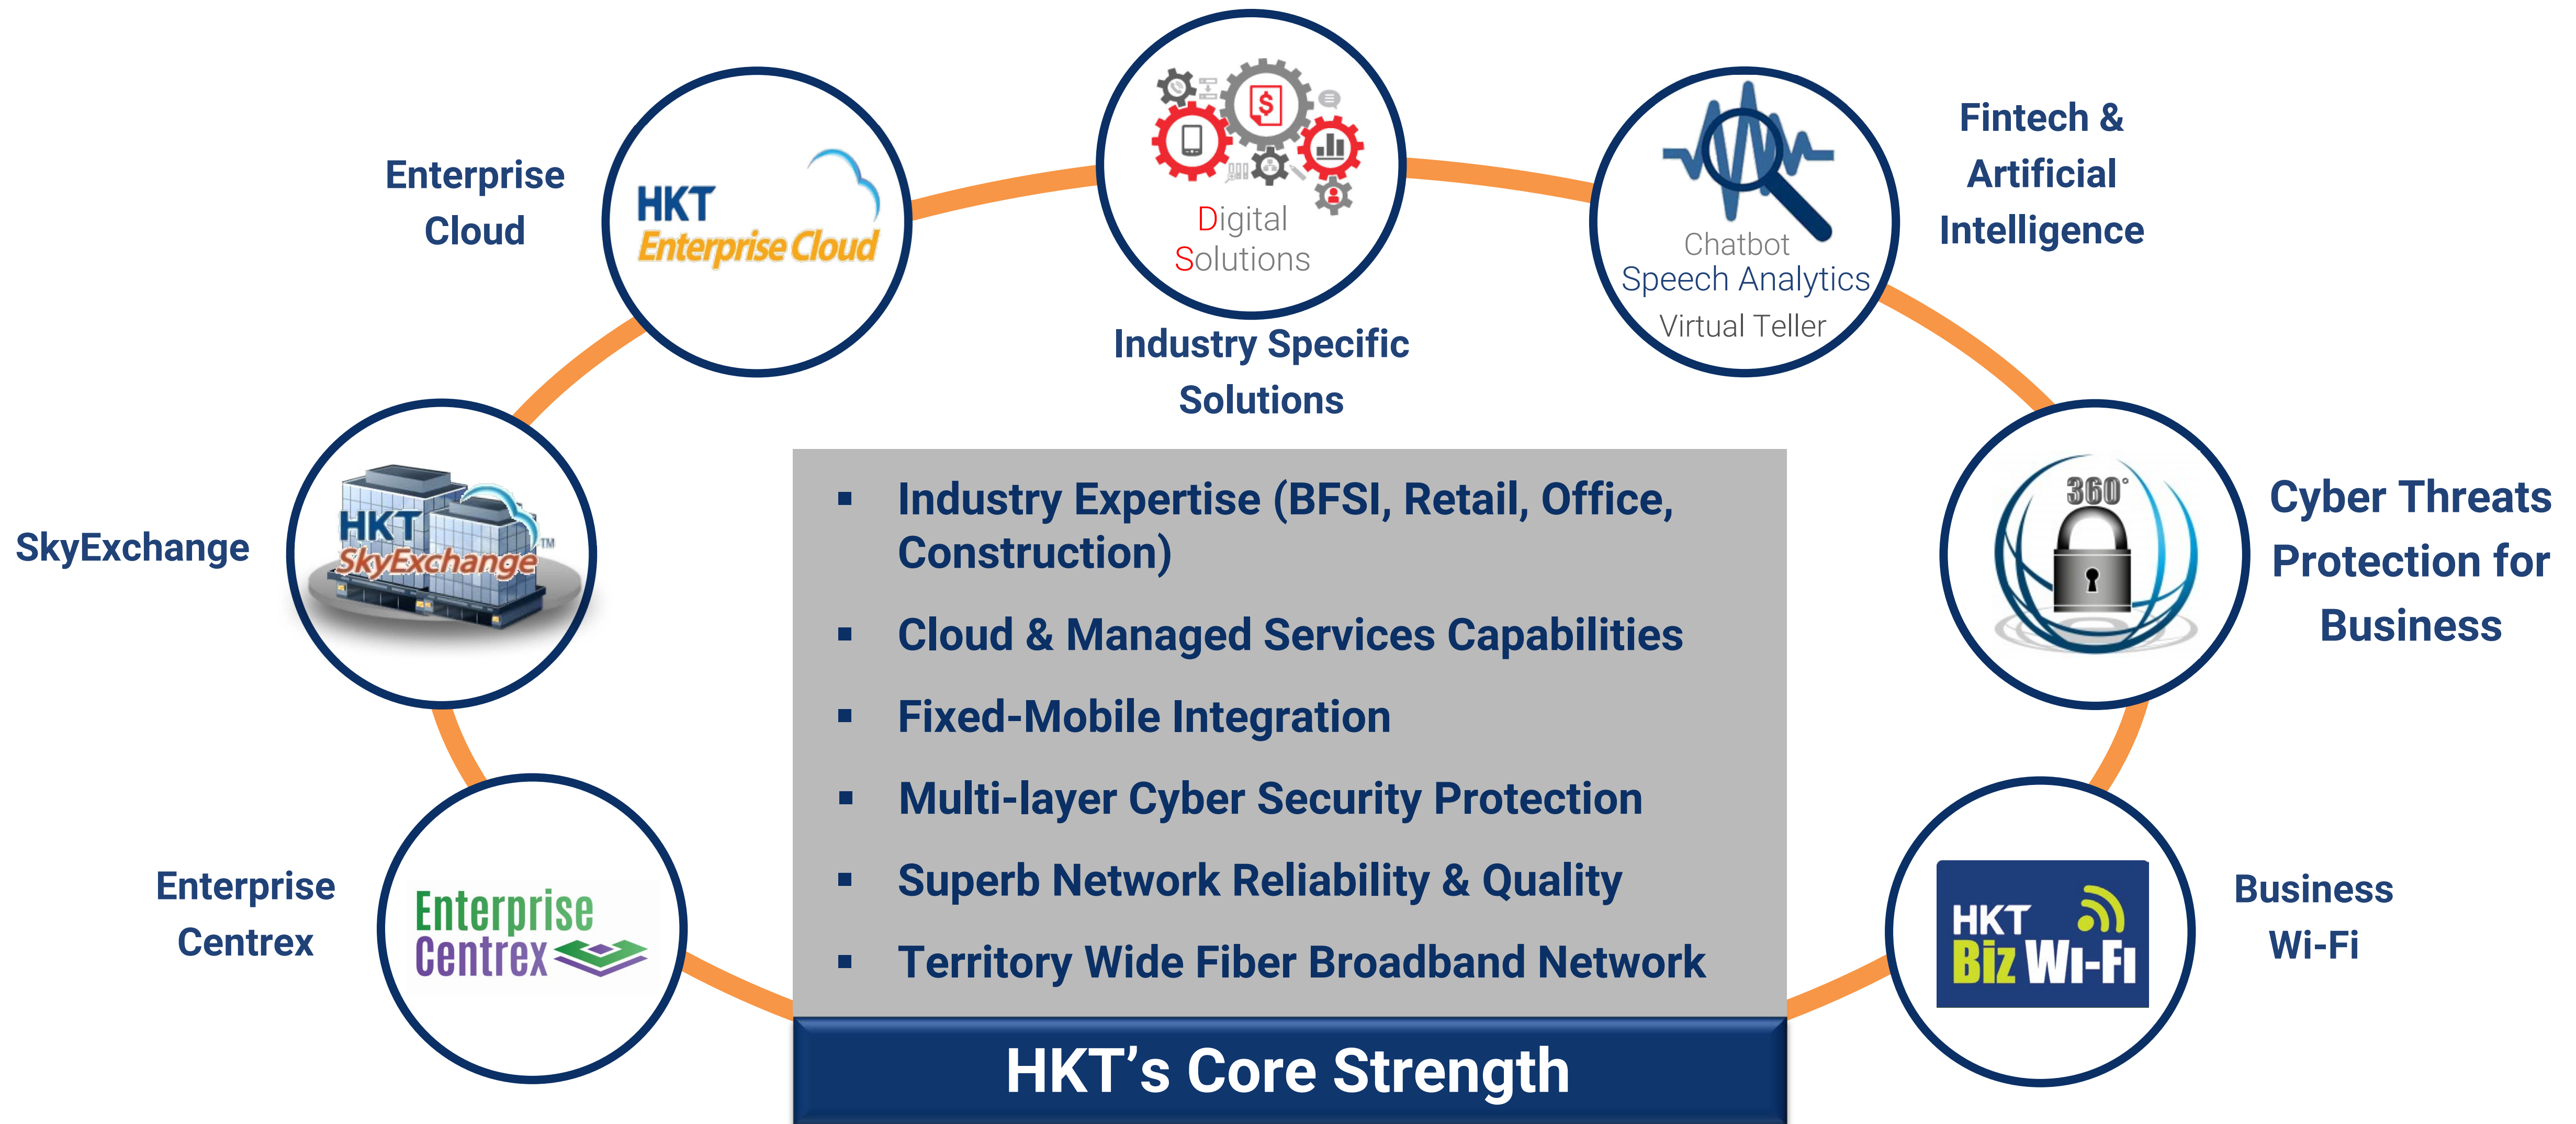 Enterprise
Cloud
HKT
Enterprise Cloud
Digital
Solutions
Industry Specific
Solutions
Chatbot
Speech Analytics
Virtual Teller
Fintech &
Artificial
Intelligence
SkyExchange
HKT
SkyExchange™
360°
Cyber Threats
Protection for
Business
Enterprise
Centrex
Enterprise
Centrex
▪ Industry Expertise (BFSI, Retail, Office,
Construction)
▪ Cloud & Managed Services Capabilities
▪ Fixed-Mobile Integration
▪ Multi-layer Cyber Security Protection
▪ Superb Network Reliability & Quality
▪ Territory Wide Fiber Broadband Network
HKT’s Core Strength
HKT
Biz Wi-Fi
Business
Wi-Fi